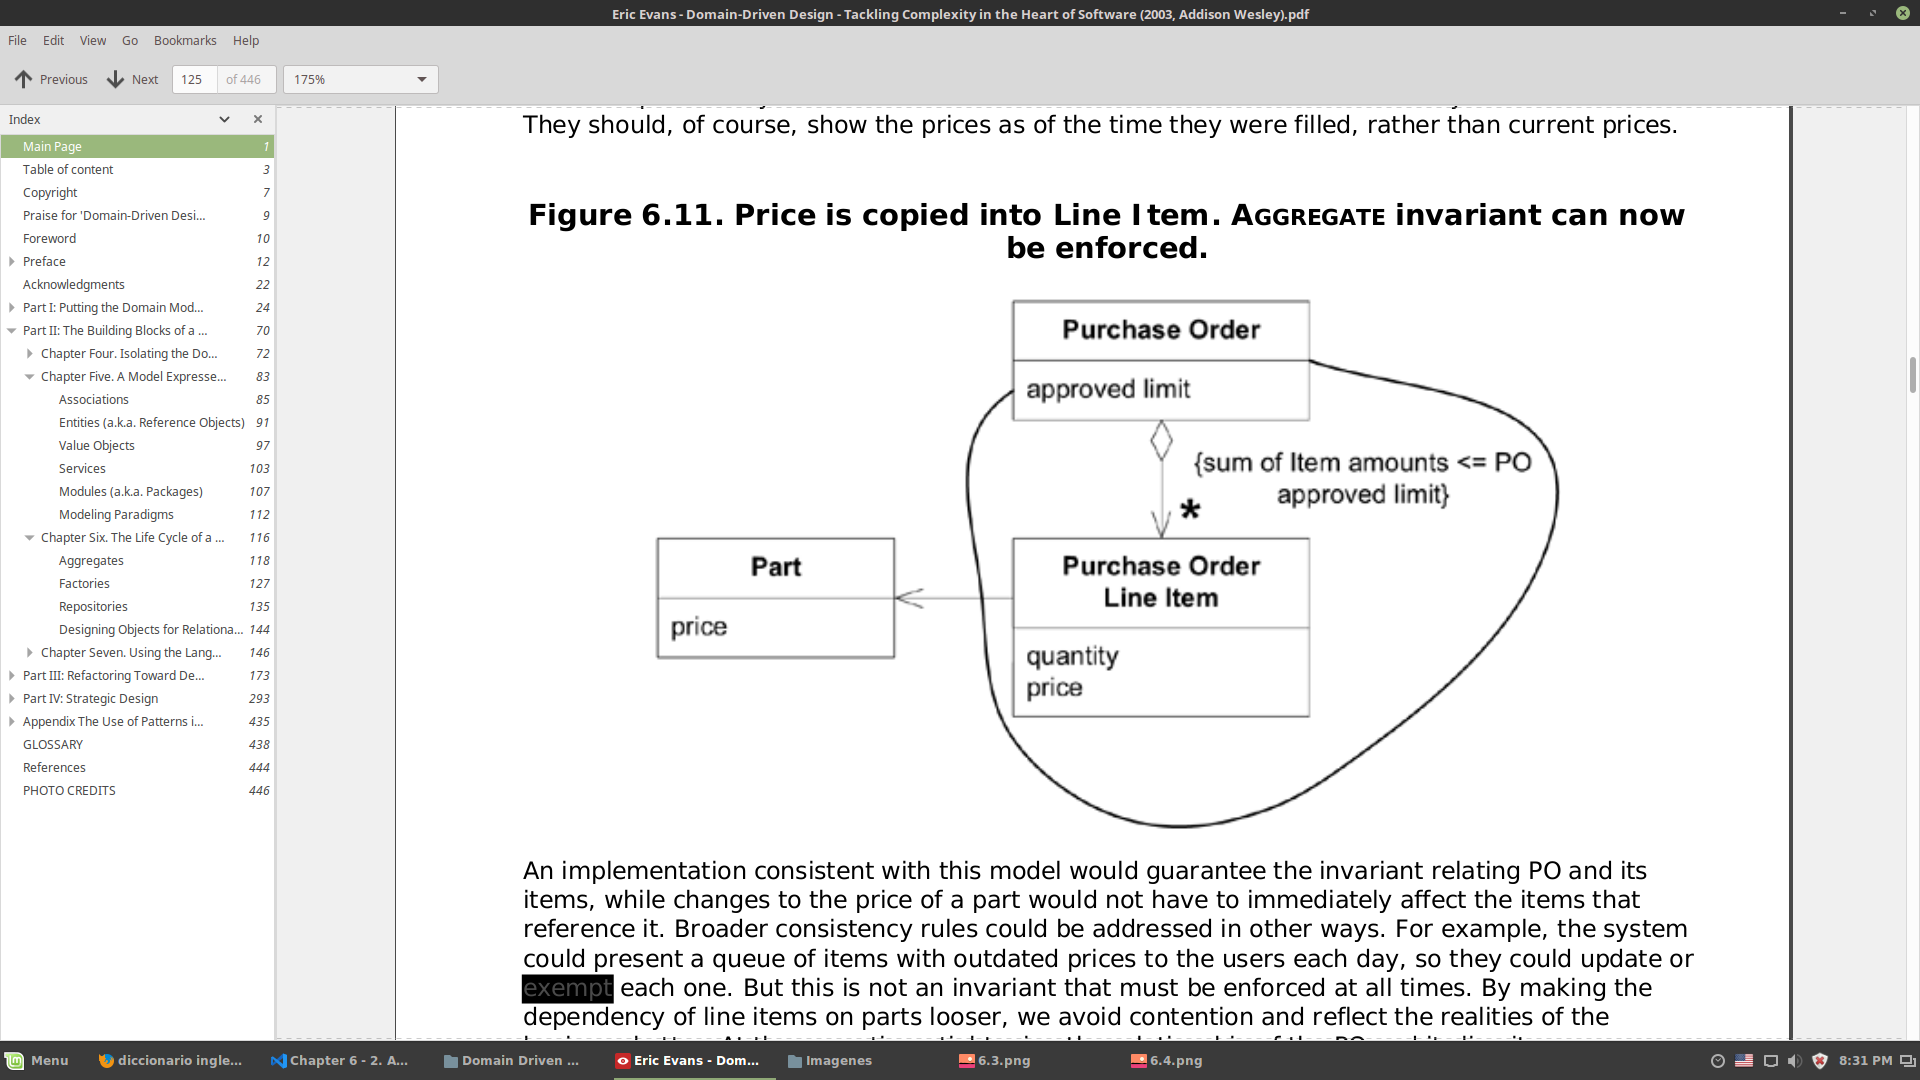 Eric Evans - Domain-Driven Design - Tackling Complexity in the Heart of Software (2003, Addison Wesley).pdf
File Edit View Go Bookmarks Help
Previous Next 125 of 446 175%
Index
Main Page 1
Table of content 3
Copyright 7
Praise for 'Domain-Driven Desi... 9
Foreword 10
Preface 12
Acknowledgments 22
Part I: Putting the Domain Mod... 24
Part II: The Building Blocks of a ... 70
Chapter Four. Isolating the Do... 72
Chapter Five. A Model Expresse... 83
Associations 85
Entities (a.k.a. Reference Objects) 91
Value Objects 97
Services 103
Modules (a.k.a. Packages) 107
Modeling Paradigms 112
Chapter Six. The Life Cycle of a ... 116
Aggregates 118
Factories 127
Repositories 135
Designing Objects for Relationa... 144
Chapter Seven. Using the Lang... 146
Part III: Refactoring Toward De... 173
Part IV: Strategic Design 293
Appendix The Use of Patterns i... 435
GLOSSARY 438
References 444
PHOTO CREDITS 446
They should, of course, show the prices as of the time they were filled, rather than current prices.
Figure 6.11. Price is copied into Line Item. AGGREGATE invariant can now
be enforced.
Purchase Order
approved limit
{sum of Item amounts <= PO
approved limit}
*
Part
price
Purchase Order
Line Item
quantity
price
An implementation consistent with this model would guarantee the invariant relating PO and its
items, while changes to the price of a part would not have to immediately affect the items that
reference it. Broader consistency rules could be addressed in other ways. For example, the system
could present a queue of items with outdated prices to the users each day, so they could update or
exempt each one. But this is not an invariant that must be enforced at all times. By making the
dependency of line items on parts looser, we avoid contention and reflect the realities of the
Menu diccionario ingle... Chapter 6 - 2. A... Domain Driven ... Eric Evans - Dom... Imagenes 6.3.png 6.4.png 8:31 PM